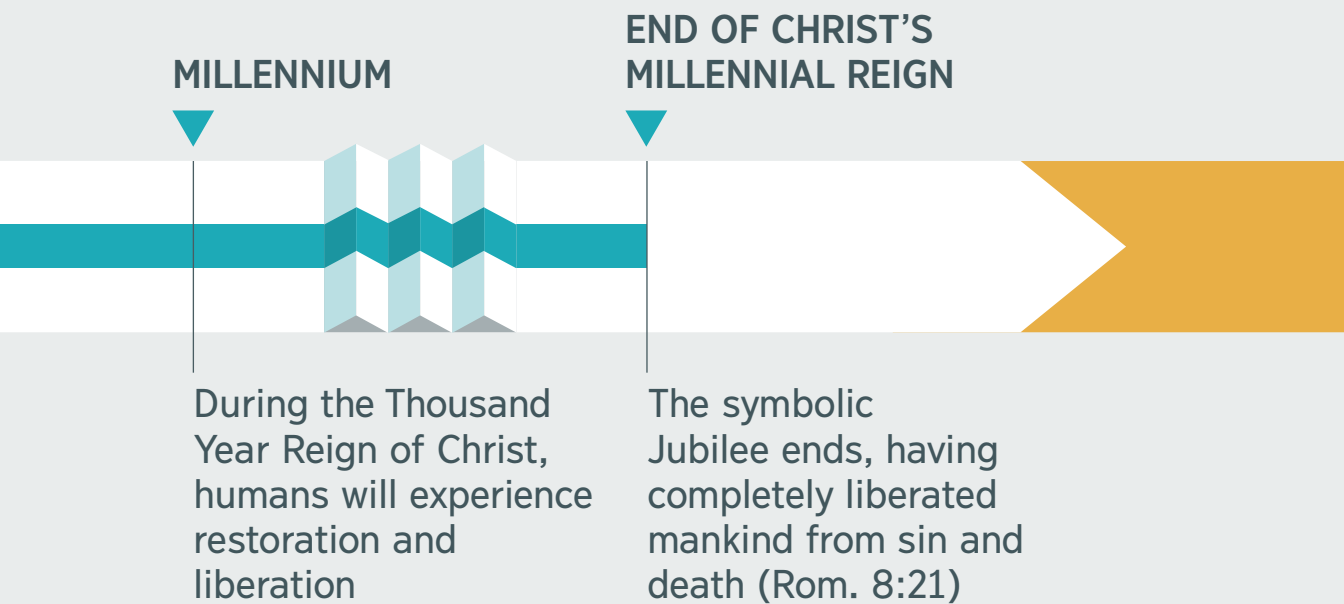 MILLENNIUM
END OF CHRIST’S
MILLENNIAL REIGN
During the Thousand
Year Reign of Christ,
humans will experience
restoration and
liberation
The symbolic
Jubilee ends, having
completely liberated
mankind from sin and
death (Rom. 8:21)